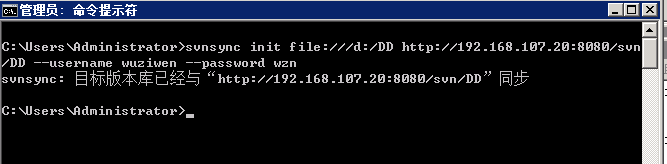 管理员: 命令提示符
C:\Users\Administrator>svnsync init file:///d:/DD http://192.168.107.20:8080/svn
/DD --username wuziwen --password wzn
svnsync: 目标版本库已经与“http://192.168.107.20:8080/svn/DD”同步
C:\Users\Administrator>_